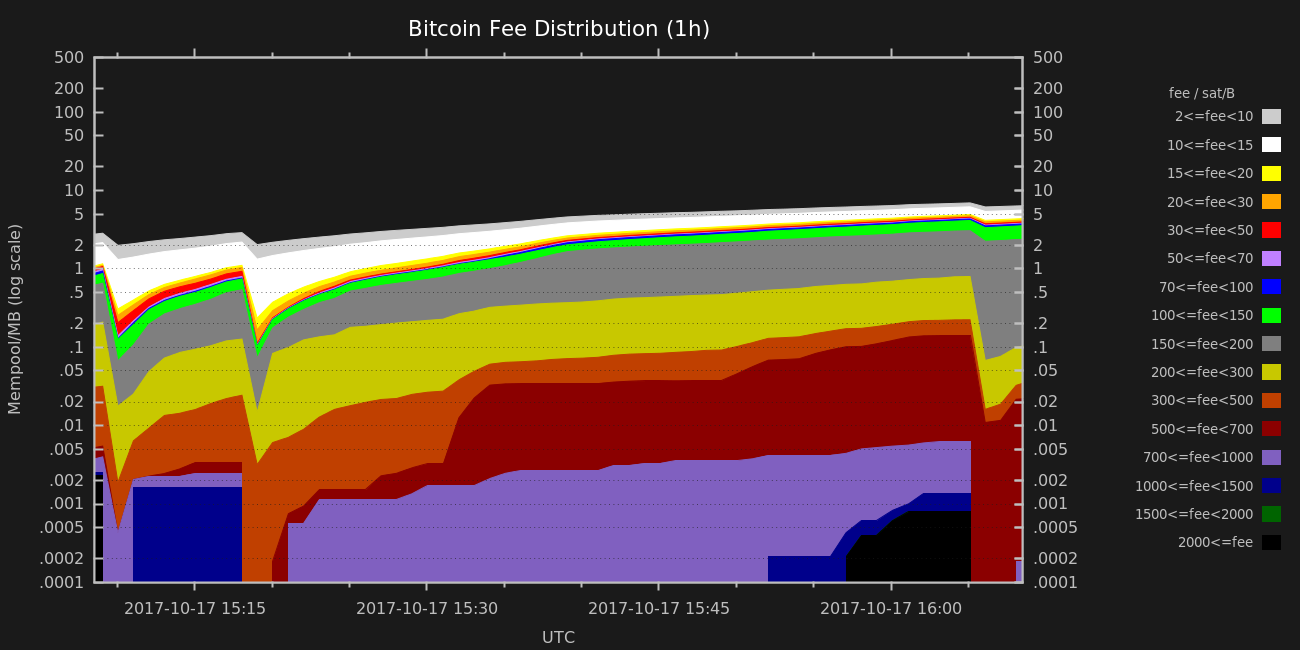 Bitcoin Fee Distribution (1h)
500
200
100
50
20
10
5
2
1
.5
.2
.1
.05
.02
.01
.005
.002
.001
.0005
.0002
.0001
Mempool/MB (log scale)
500
200
100
50
20
10
5
2
1
.5
.2
.1
.05
.02
.01
.005
.002
.001
.0005
.0002
.0001
2017-10-17 15:15 2017-10-17 15:30 2017-10-17 15:45 2017-10-17 16:00
UTC
fee / sat/B
2<=fee<10
10<=fee<15
15<=fee<20
20<=fee<30
30<=fee<50
50<=fee<70
70<=fee<100
100<=fee<150
150<=fee<200
200<=fee<300
300<=fee<500
500<=fee<700
700<=fee<1000
1000<=fee<1500
1500<=fee<2000
2000<=fee